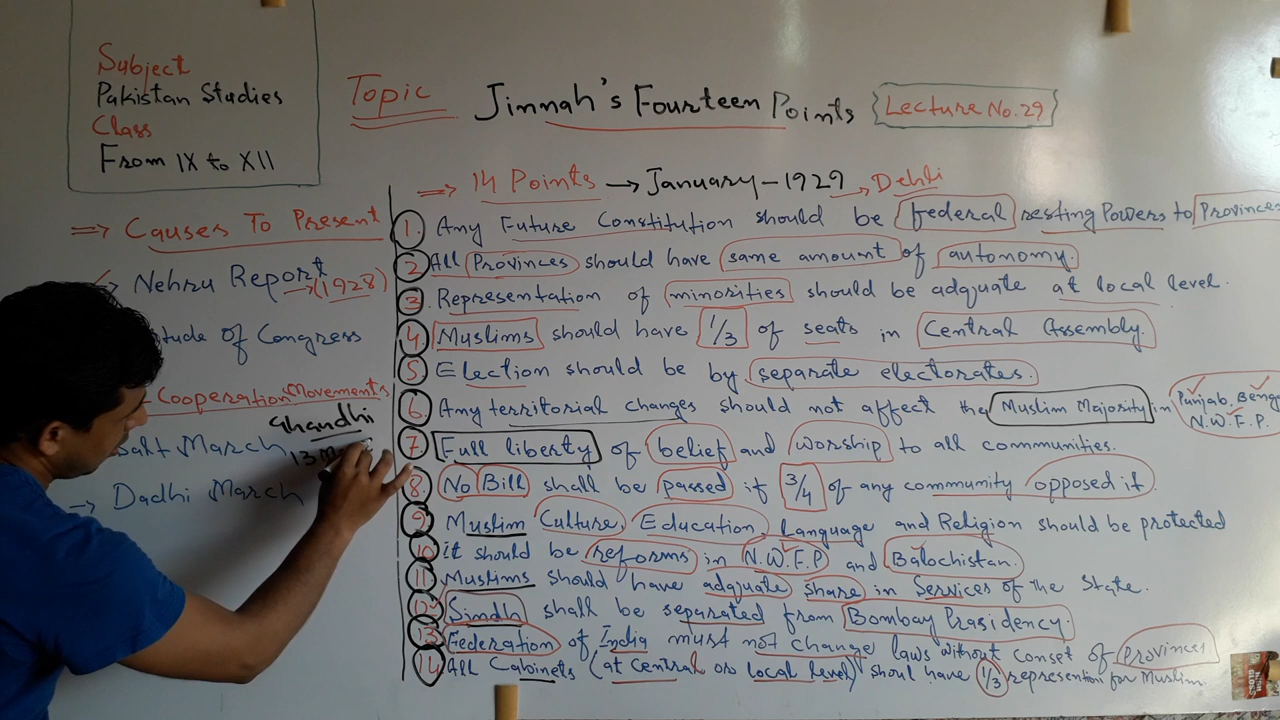 Subject
Pakistan Studies
Class
From IX to XII
Topic Jinnah's Fourteen Points Lecture No.29
⇒ Causes To Present
Nehru Report → (1928)
tude of Congress
Cooperation Movements
Ghandhi
Salt March 13 M
→ Dadhi March
⇒ 14 Points → January-1929 → Dehli
1. Any Future Constitution should be federal resting Powers to Provinces
2 All Provinces should have same amount of autonomy.
3 Representation of minorities should be adquate at local level.
4 Muslims should have 1/3 of seats in Central Assembly.
5 Election should be by separate electorates.
6 Any territorial changes should not affect the Muslim Majority in Punjab, Beng N.W.F.P.
7 Full liberty of belief and worship to all communities.
8 No Bill shall be passed if 3/4 of any community opposed it.
9 Muslim Culture, Education, Language and Religion should be protected
10 it should be reforms in N.W.F.P and Balochistan.
11 Muslims should have adquate share in Services of the State.
12 Sindh shall be separated from Bombay Prasidency.
13 Federation of India must not change laws without conset of Provinces
14 All Cabinets (at Central or local level) should have 1/3 represention for Muslim.